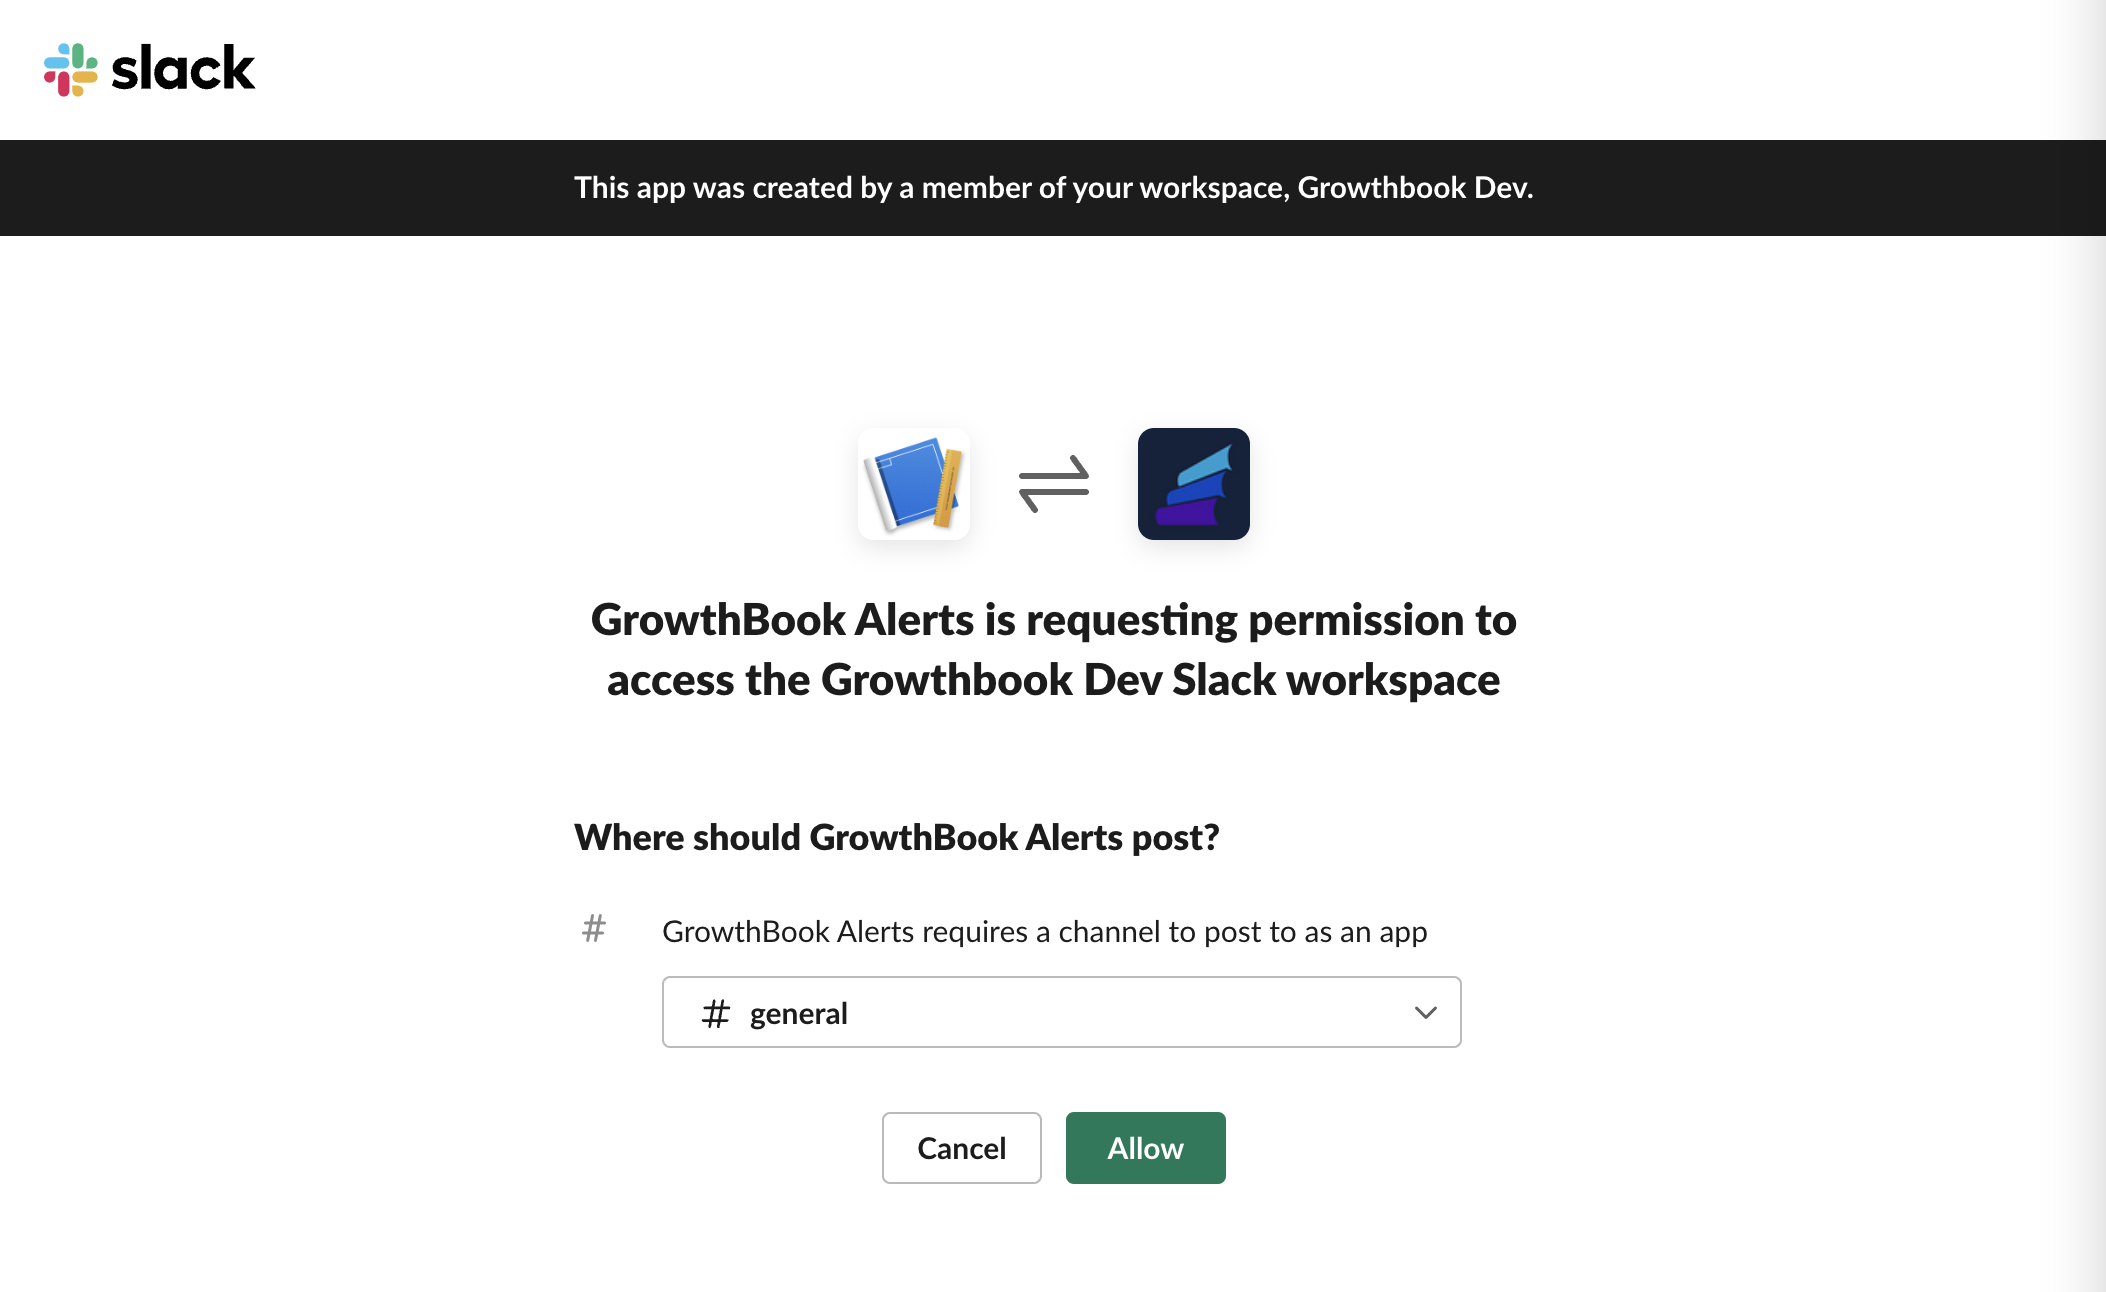 slack
This app was created by a member of your workspace, Growthbook Dev.
GrowthBook Alerts is requesting permission to
access the Growthbook Dev Slack workspace
Where should GrowthBook Alerts post?
# GrowthBook Alerts requires a channel to post to as an app
# general
Cancel Allow